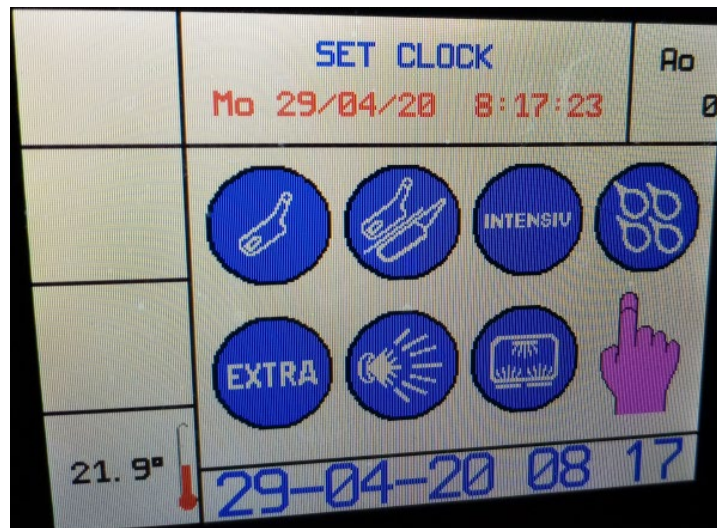 SET CLOCK
Mo 29/04/20 8:17:23
Ao
0
INTENSIV
EXTRA
21.9°
29-04-20 08 17